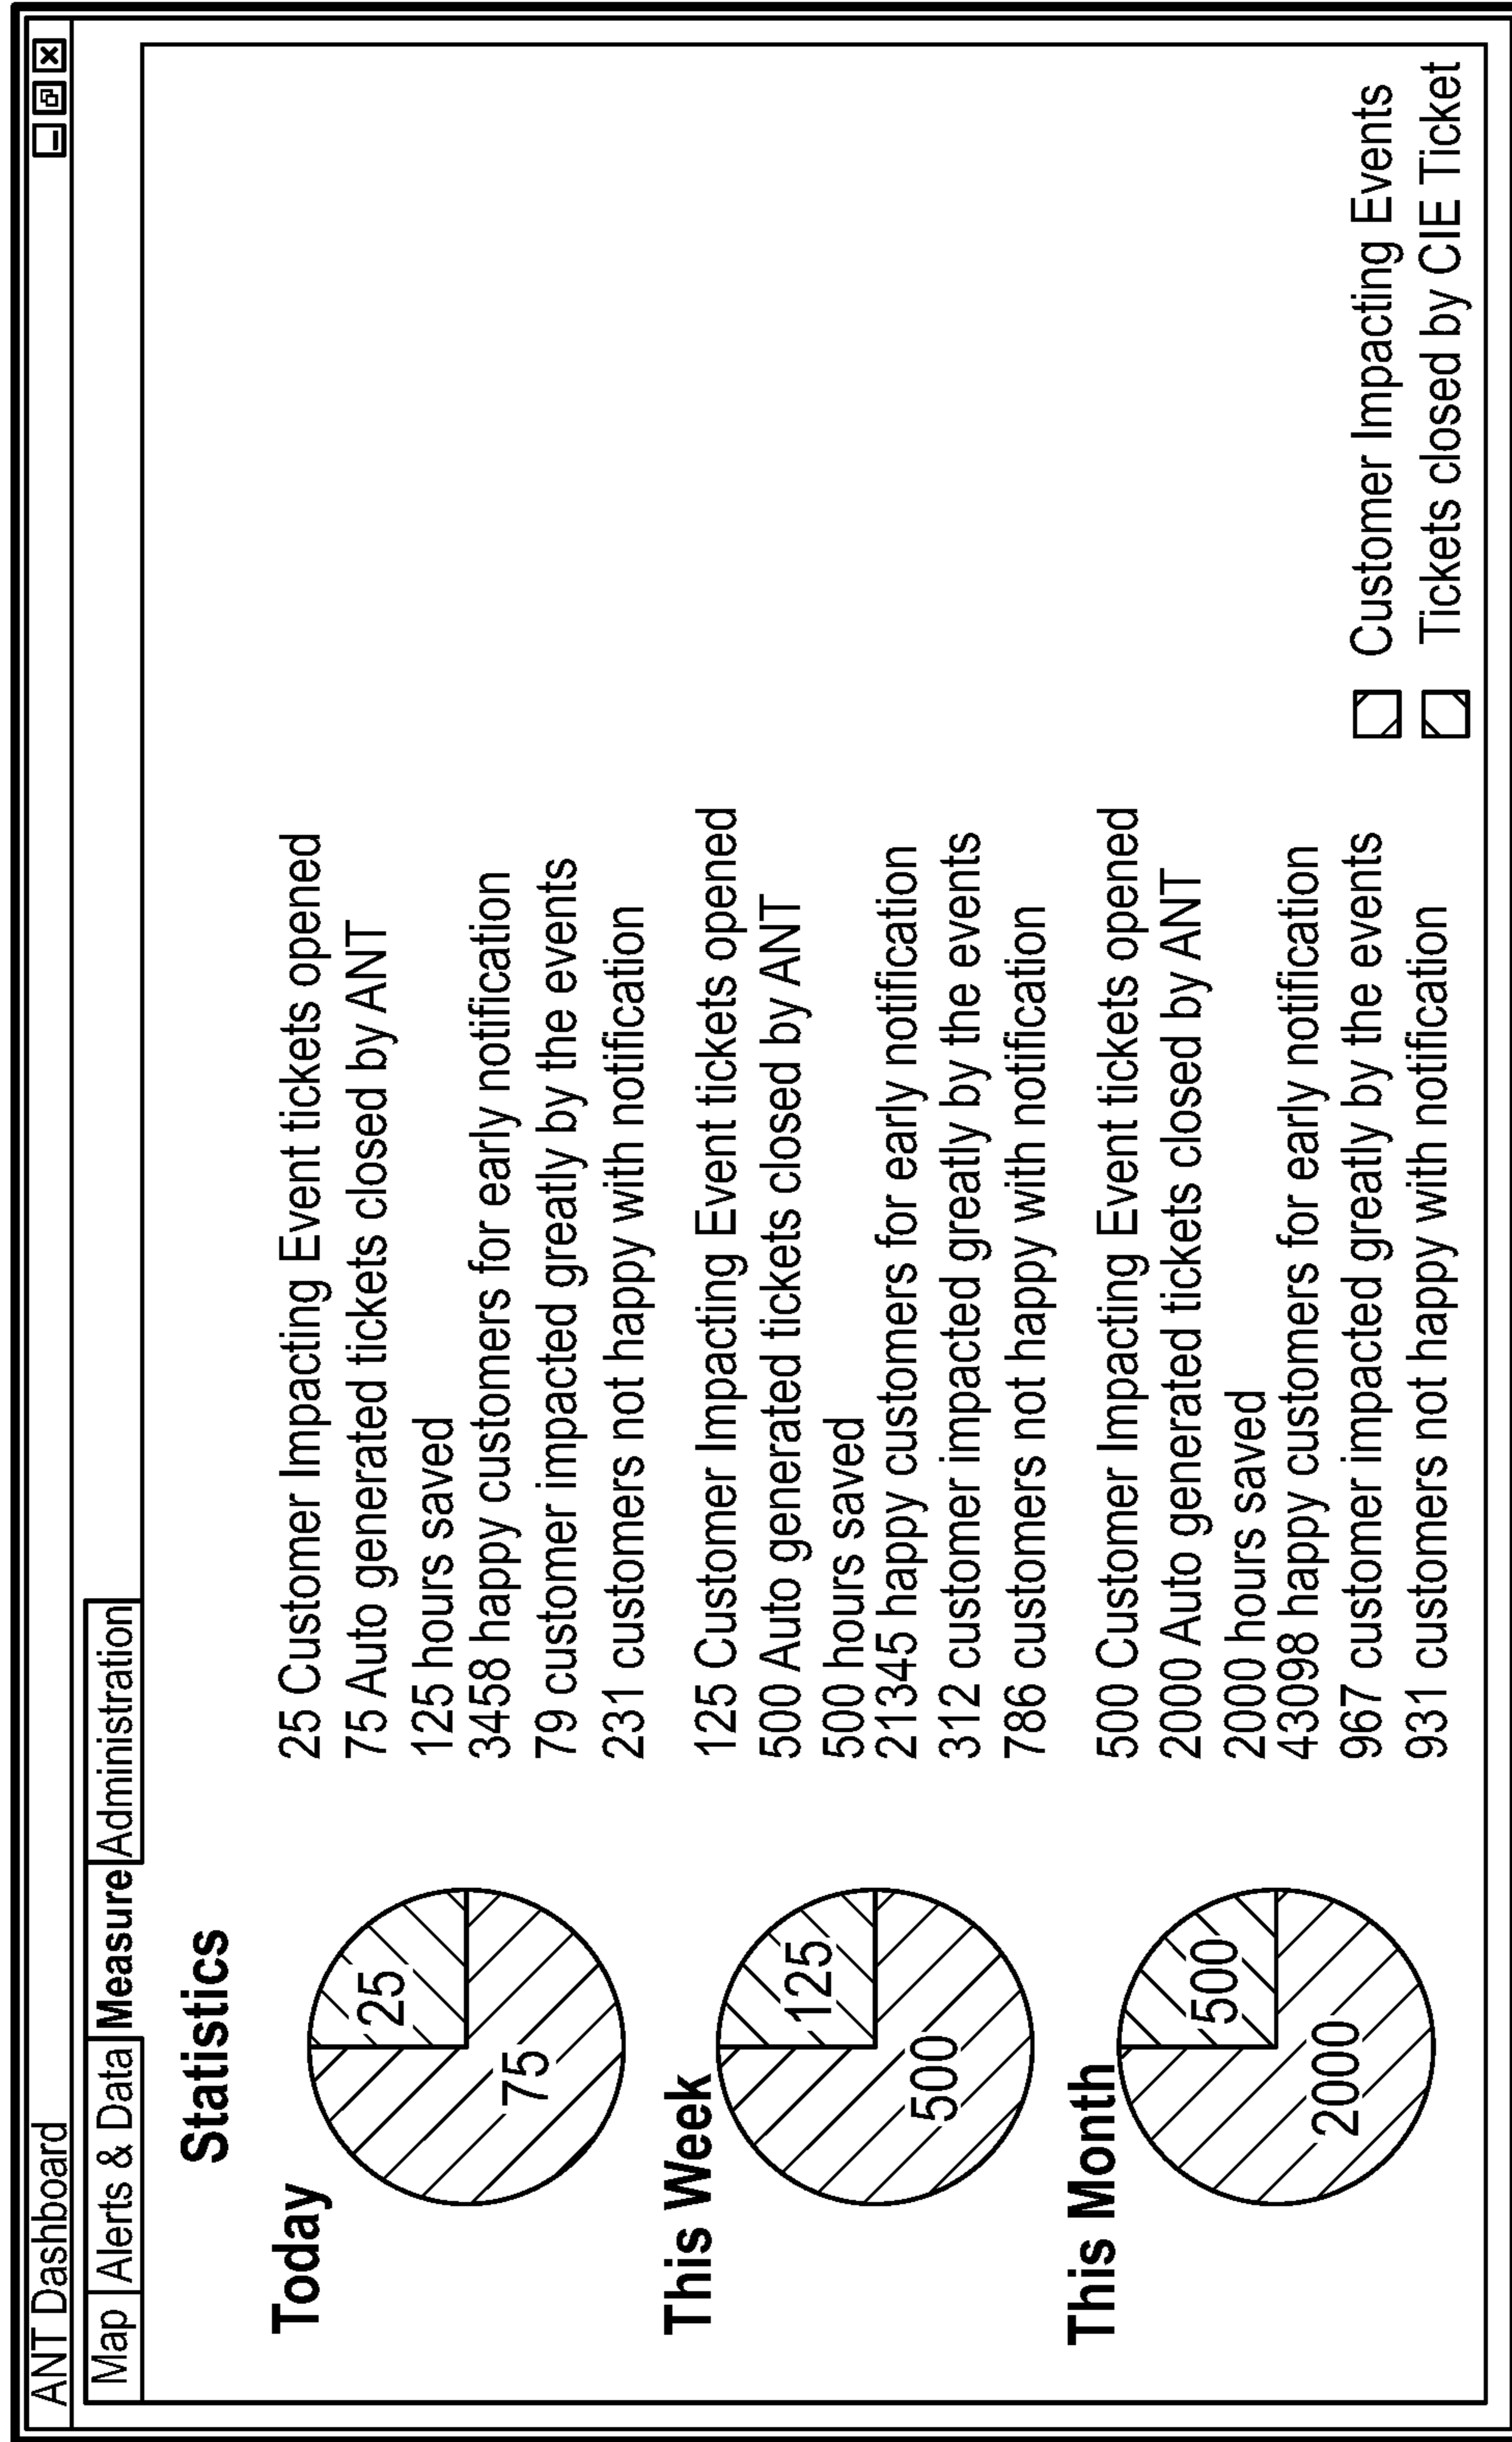 ANT Dashboard
Map Alerts & Data Measure Administration
Statistics
Today
25
75
25 Customer Impacting Event tickets opened
75 Auto generated tickets closed by ANT
125 hours saved
3458 happy customers for early notification
79 customer impacted greatly by the events
231 customers not happy with notification
This Week
125
500
125 Customer Impacting Event tickets opened
500 Auto generated tickets closed by ANT
500 hours saved
21345 happy customers for early notification
312 customer impacted greatly by the events
786 customers not happy with notification
This Month
500
2000
500 Customer Impacting Event tickets opened
2000 Auto generated tickets closed by ANT
2000 hours saved
43098 happy customers for early notification
967 customer impacted greatly by the events
931 customers not happy with notification
Customer Impacting Events
Tickets closed by CIE Ticket